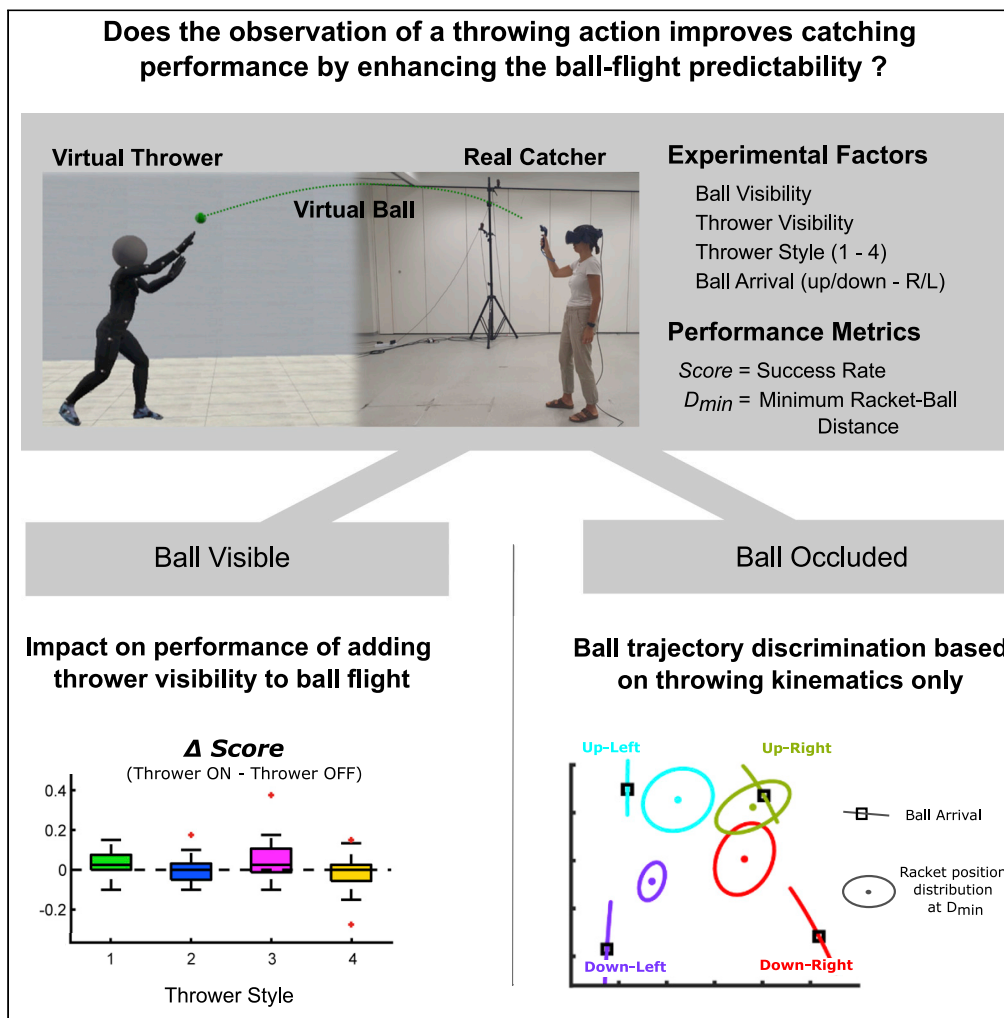 Does the observation of a throwing action improves catching
performance by enhancing the ball-flight predictability ?
Virtual Thrower
Real Catcher
Virtual Ball
Experimental Factors
Ball Visibility
Thrower Visibility
Thrower Style (1 - 4)
Ball Arrival (up/down - R/L)
Performance Metrics
Score = Success Rate
Dmin = Minimum Racket-Ball
Distance
Ball Visible
Ball Occluded
Impact on performance of adding
thrower visibility to ball flight
Δ Score
(Thrower ON - Thrower OFF)
0.4
0.2
0
-0.2
1 2 3 4
Thrower Style
Ball trajectory discrimination based
on throwing kinematics only
Up-Left
Up-Right
Down-Left
Down-Right
Ball Arrival
Racket position
distribution
at Dmin